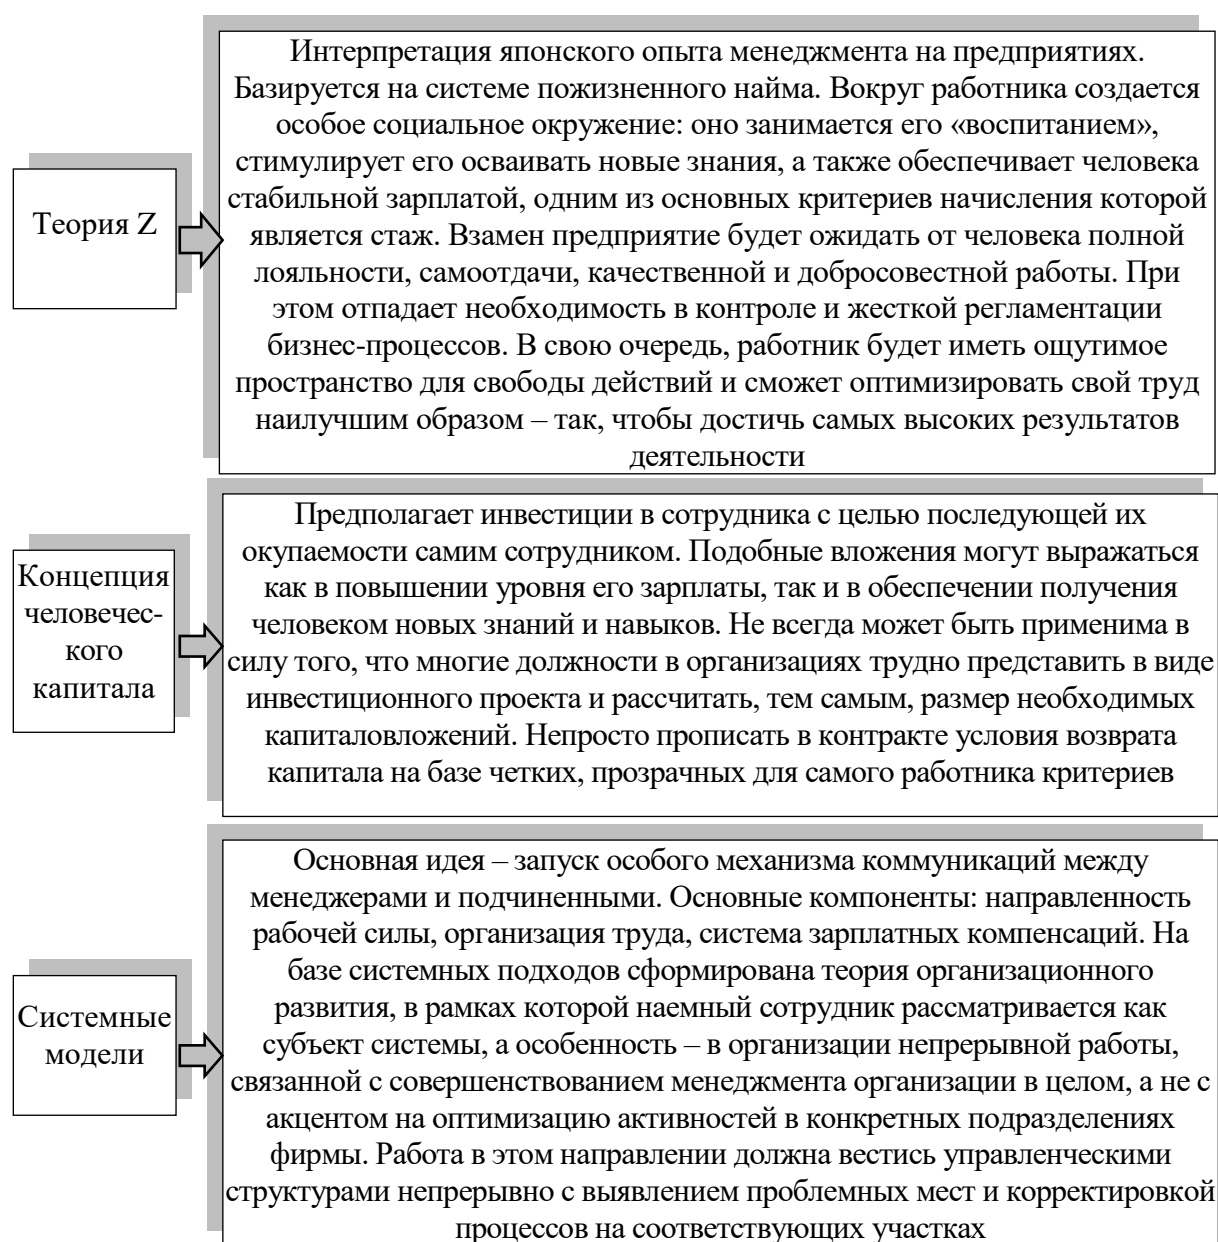 Теория Z
Интерпретация японского опыта менеджмента на предприятиях.
Базируется на системе пожизненного найма. Вокруг работника создается
особое социальное окружение: оно занимается его «воспитанием»,
стимулирует его осваивать новые знания, а также обеспечивает человека
стабильной зарплатой, одним из основных критериев начисления которой
является стаж. Взамен предприятие будет ожидать от человека полной
лояльности, самоотдачи, качественной и добросовестной работы. При
этом отпадает необходимость в контроле и жесткой регламентации
бизнес-процессов. В свою очередь, работник будет иметь ощутимое
пространство для свободы действий и сможет оптимизировать свой труд
наилучшим образом – так, чтобы достичь самых высоких результатов
деятельности
Концепция
человечес-
кого
капитала
Предполагает инвестиции в сотрудника с целью последующей их
окупаемости самим сотрудником. Подобные вложения могут выражаться
как в повышении уровня его зарплаты, так и в обеспечении получения
человеком новых знаний и навыков. Не всегда может быть применима в
силу того, что многие должности в организациях трудно представить в виде
инвестиционного проекта и рассчитать, тем самым, размер необходимых
капиталовложений. Непросто прописать в контракте условия возврата
капитала на базе четких, прозрачных для самого работника критериев
Системные
модели
Основная идея – запуск особого механизма коммуникаций между
менеджерами и подчиненными. Основные компоненты: направленность
рабочей силы, организация труда, система зарплатных компенсаций. На
базе системных подходов сформирована теория организационного
развития, в рамках которой наемный сотрудник рассматривается как
субъект системы, а особенность – в организации непрерывной работы,
связанной с совершенствованием менеджмента организации в целом, а не с
акцентом на оптимизацию активностей в конкретных подразделениях
фирмы. Работа в этом направлении должна вестись управленческими
структурами непрерывно с выявлением проблемных мест и корректировкой
процессов на соответствующих участках